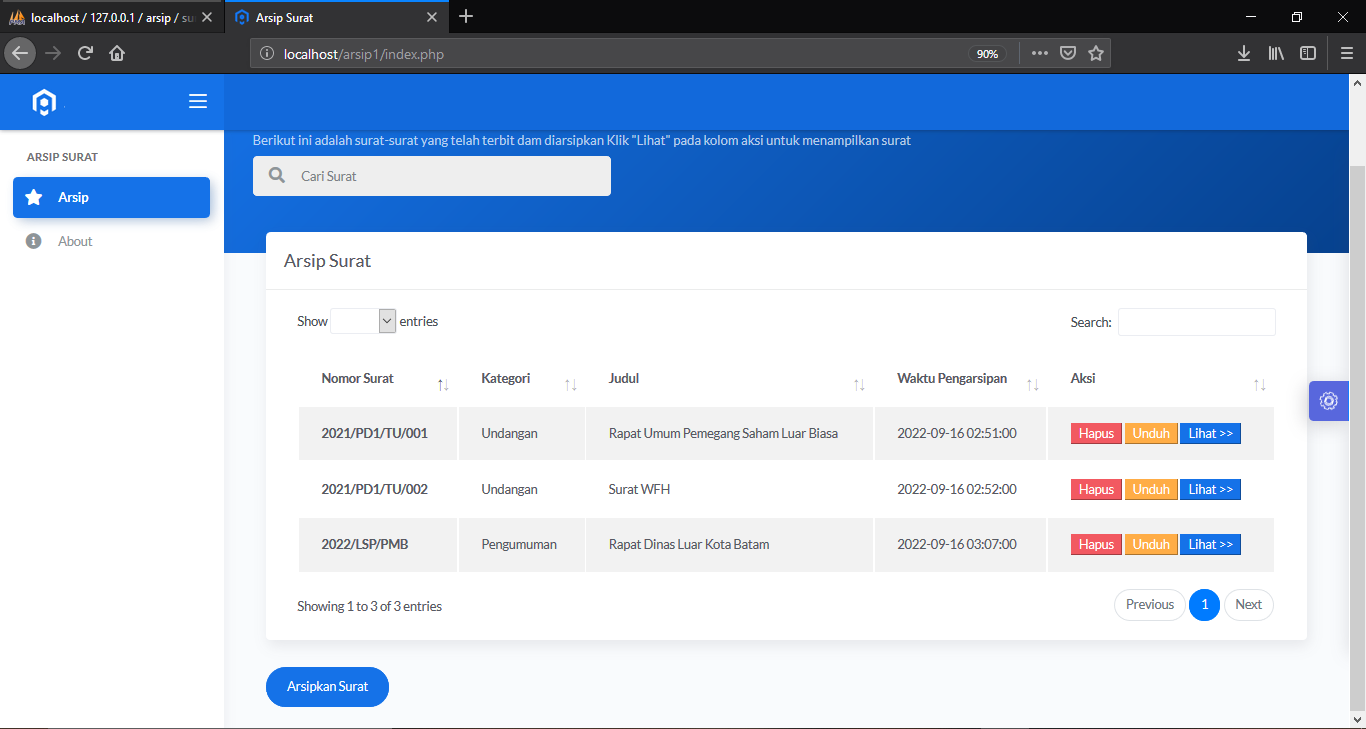 localhost / 127.0.0.1 / arsip / su
Arsip Surat
localhost/arsip1/index.php
90%
Berikut ini adalah surat-surat yang telah terbit dam diarsipkan Klik "Lihat" pada kolom aksi untuk menampilkan surat
ARSIP SURAT
Cari Surat
Arsip
About
Arsip Surat
Show entries
Search:
Nomor Surat Kategori Judul Waktu Pengarsipan Aksi
2021/PD1/TU/001 Undangan Rapat Umum Pemegang Saham Luar Biasa 2022-09-16 02:51:00 Hapus Unduh Lihat >>
2021/PD1/TU/002 Undangan Surat WFH 2022-09-16 02:52:00 Hapus Unduh Lihat >>
2022/LSP/PMB Pengumuman Rapat Dinas Luar Kota Batam 2022-09-16 03:07:00 Hapus Unduh Lihat >>
Showing 1 to 3 of 3 entries
Previous 1 Next
Arsipkan Surat